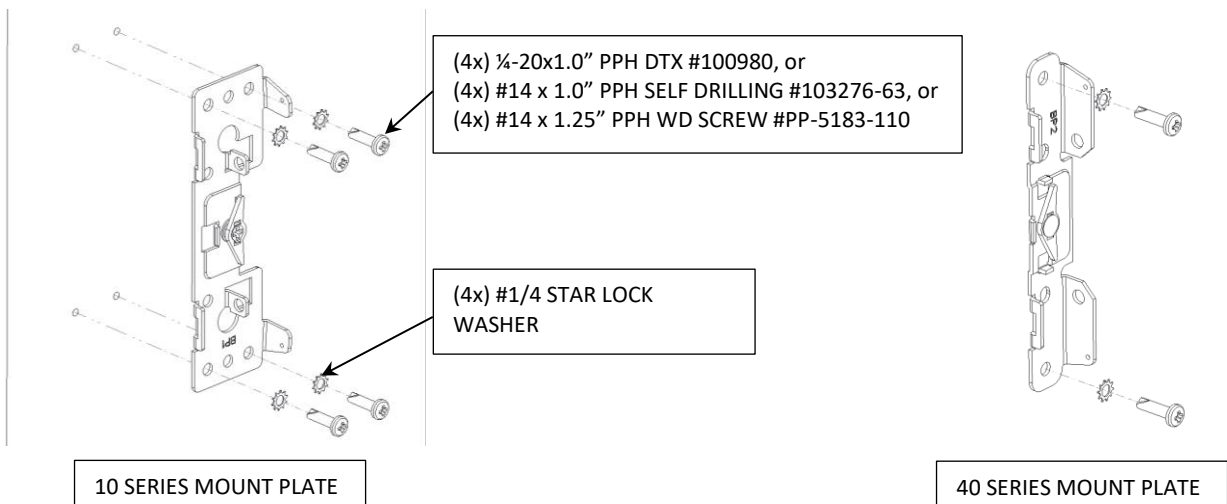 (4x) ¼-20x1.0” PPH DTX #100980, or
(4x) #14 x 1.0” PPH SELF DRILLING #103276-63, or
(4x) #14 x 1.25” PPH WD SCREW #PP-5183-110
BP2
(4x) #1/4 STAR LOCK
WASHER
BP1
10 SERIES MOUNT PLATE
40 SERIES MOUNT PLATE